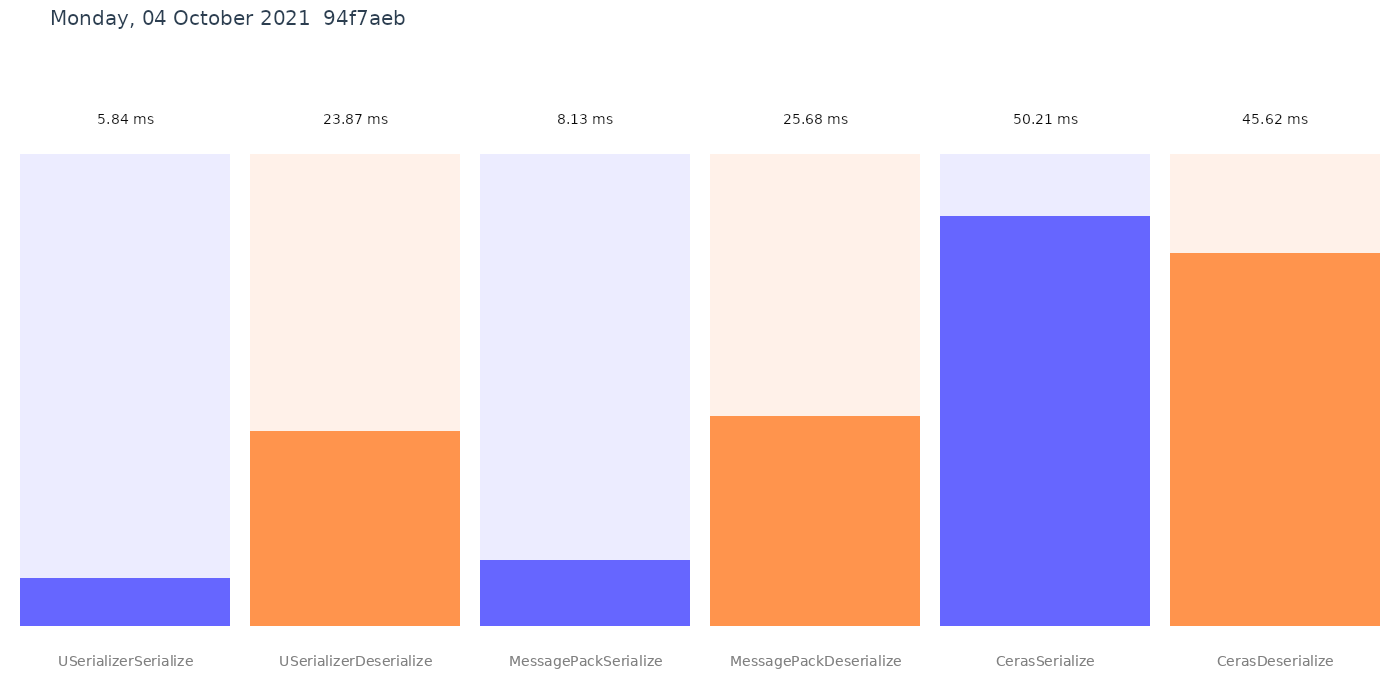 Monday, 04 October 2021  94f7aeb
5.84 ms
23.87 ms
8.13 ms
25.68 ms
50.21 ms
45.62 ms
USerializerSerialize
USerializerDeserialize
MessagePackSerialize
MessagePackDeserialize
CerasSerialize
CerasDeserialize